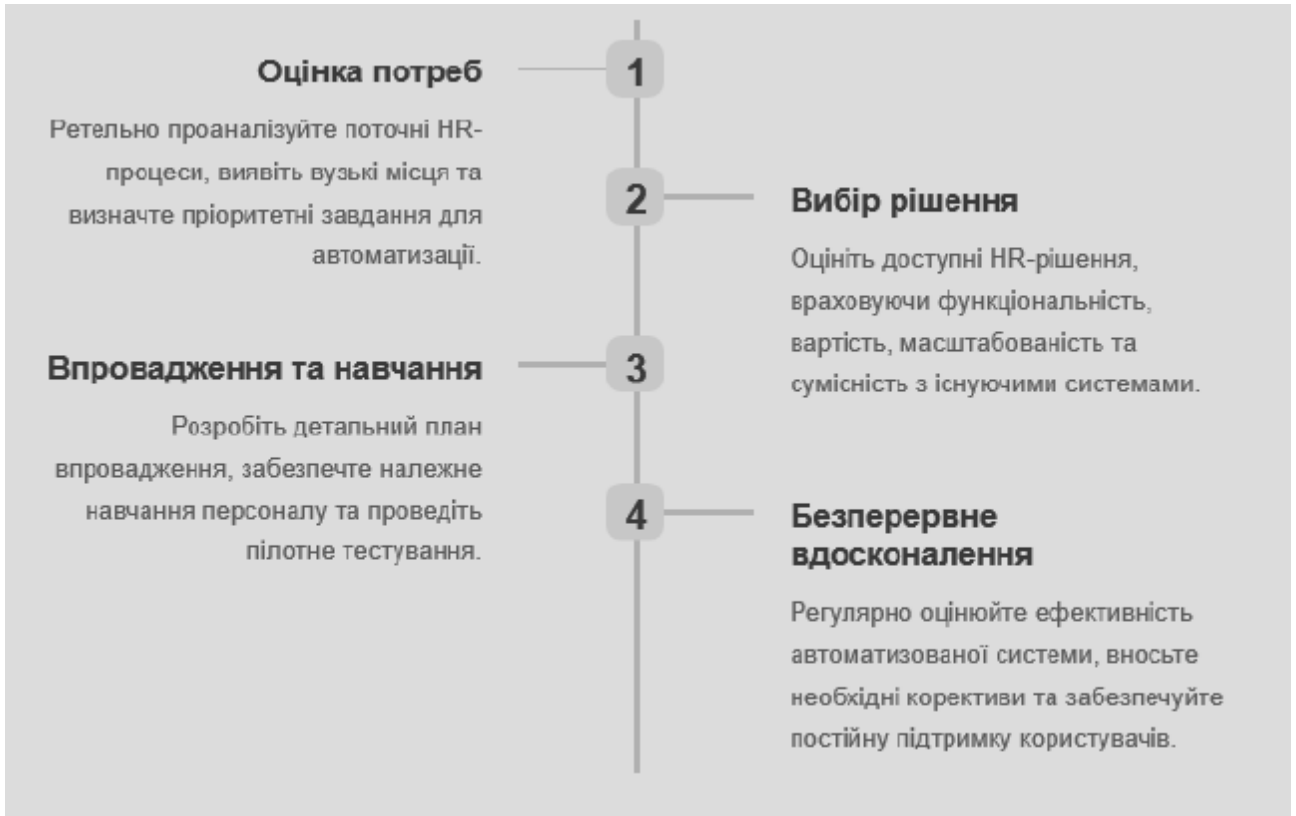 1
Оцінка потреб
Ретельно проаналізуйте поточні HR-
процеси, виявіть вузькі місця та
визначте пріоритетні завдання для
автоматизації.
2
Вибір рішення
Оцініть доступні HR-рішення,
враховуючи функціональність,
вартість, масштабованість та
сумісність з існуючими системами.
3
Впровадження та навчання
Розробіть детальний план
впровадження, забезпечте належне
навчання персоналу та проведіть
пілотне тестування.
4
Безперервне
вдосконалення
Регулярно оцінюйте ефективність
автоматизованої системи, вносьте
необхідні корективи та забезпечуйте
постійну підтримку користувачів.